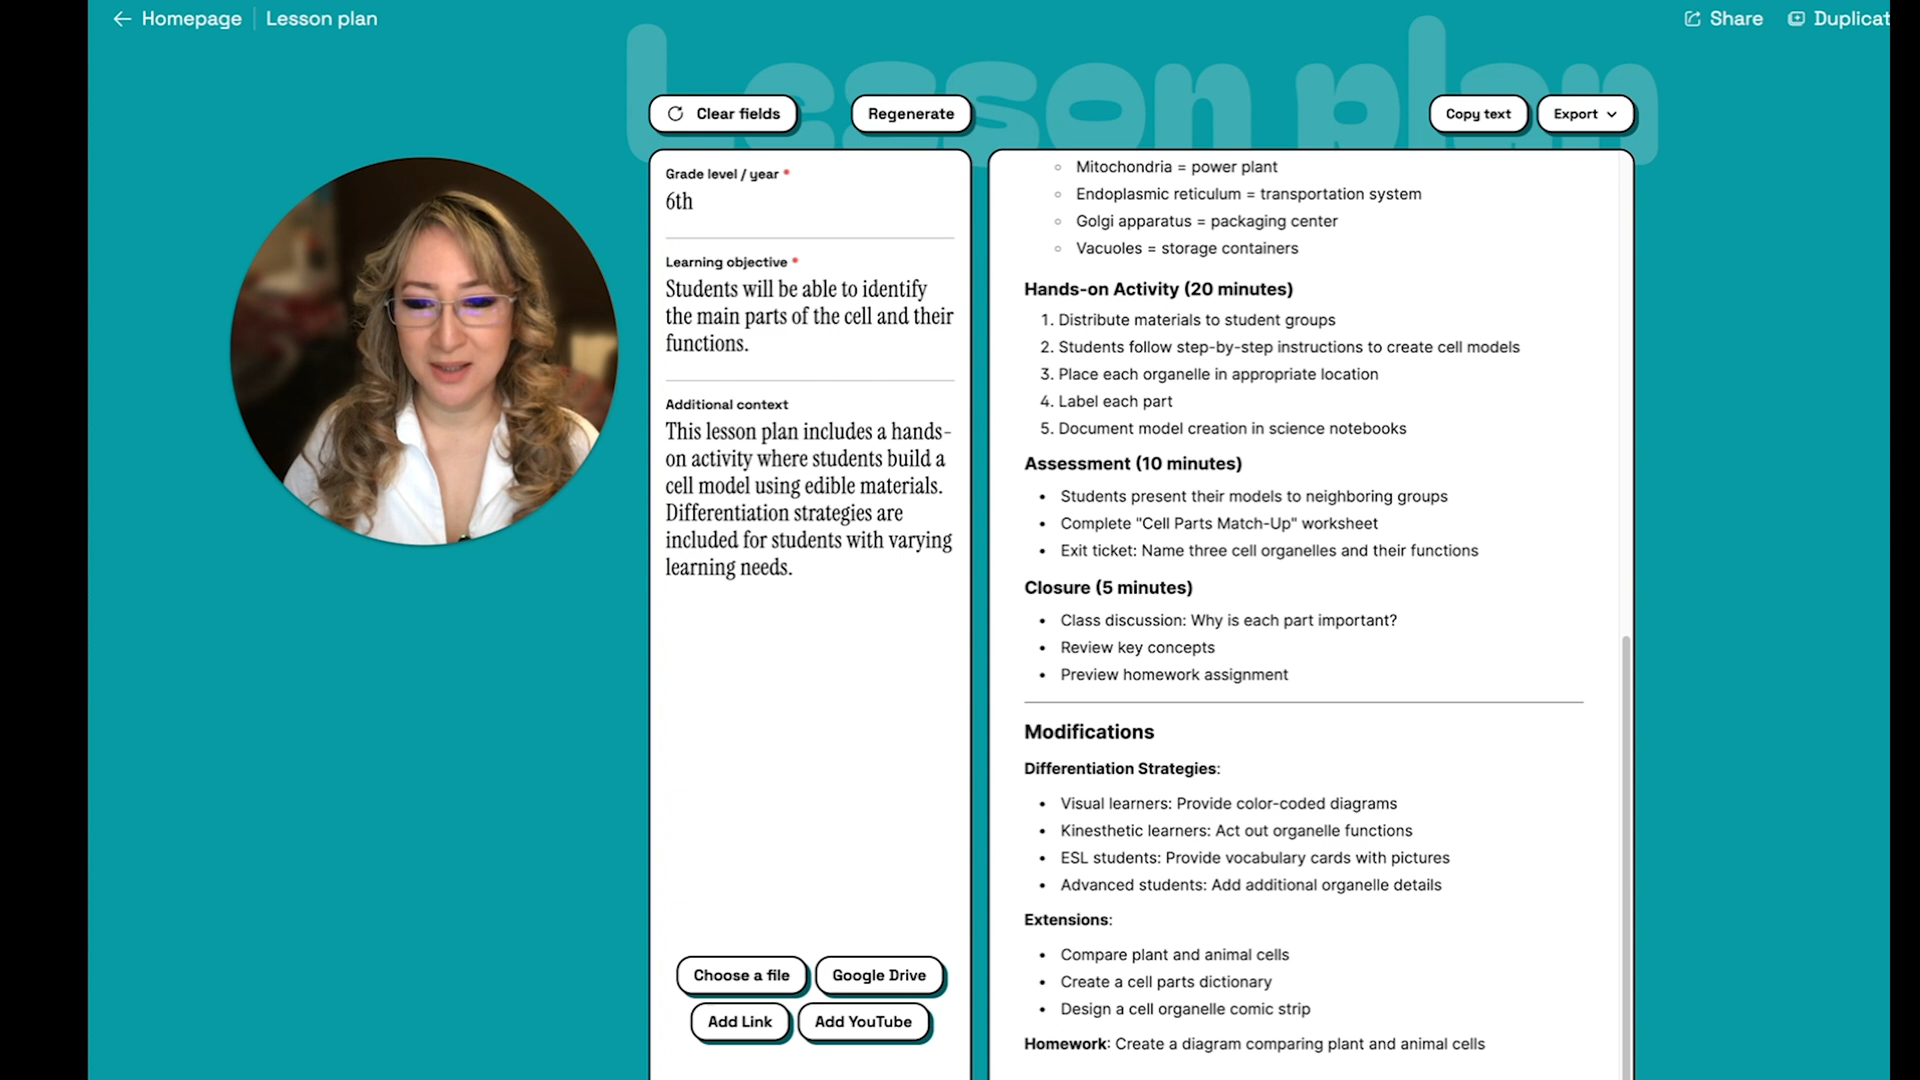 Homepage
Lesson plan
Share
Duplicat
Lesson plan
Clear fields
Regenerate
Copy text
Export
Grade level / year *
6th
Learning objective *
Students will be able to identify
the main parts of the cell and their
functions.
Additional context
This lesson plan includes a hands-
on activity where students build a
cell model using edible materials.
Differentiation strategies are
included for students with varying
learning needs.
Choose a file
Google Drive
Add Link
Add YouTube
Mitochondria = power plant
Endoplasmic reticulum = transportation system
Golgi apparatus = packaging center
Vacuoles = storage containers
Hands-on Activity (20 minutes)
1. Distribute materials to student groups
2. Students follow step-by-step instructions to create cell models
3. Place each organelle in appropriate location
4. Label each part
5. Document model creation in science notebooks
Assessment (10 minutes)
• Students present their models to neighboring groups
• Complete "Cell Parts Match-Up" worksheet
• Exit ticket: Name three cell organelles and their functions
Closure (5 minutes)
• Class discussion: Why is each part important?
• Review key concepts
• Preview homework assignment
Modifications
Differentiation Strategies:
• Visual learners: Provide color-coded diagrams
• Kinesthetic learners: Act out organelle functions
• ESL students: Provide vocabulary cards with pictures
• Advanced students: Add additional organelle details
Extensions:
• Compare plant and animal cells
• Create a cell parts dictionary
• Design a cell organelle comic strip
Homework: Create a diagram comparing plant and animal cells